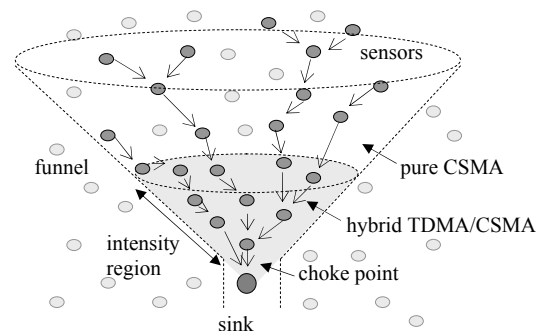 sensors
funnel
pure CSMA
hybrid TDMA/CSMA
intensity
region
choke point
sink